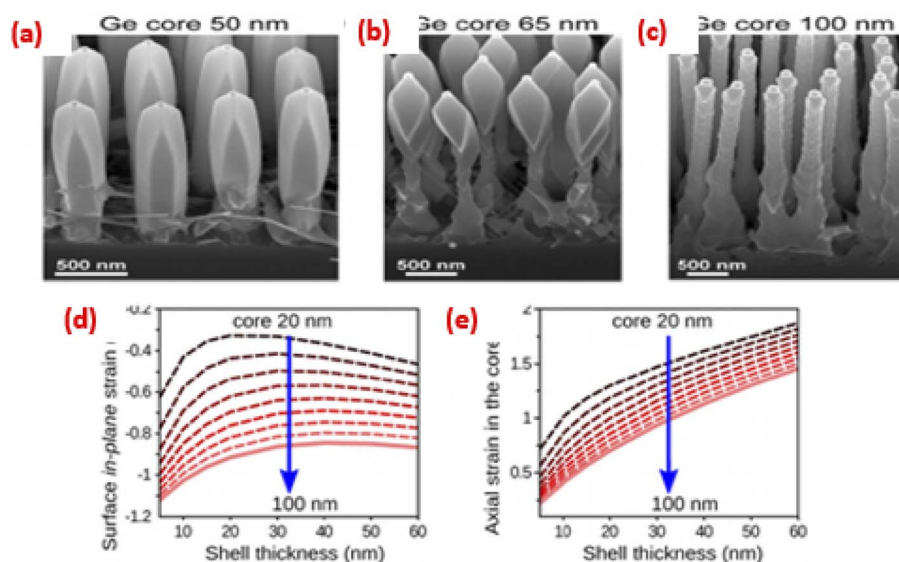 (a)
Ge core 50 nm
(b)
Ge core 65 nm
(c)
Ge core 100 nm
500 nm
500 nm
500 nm
(d)
Surface in-plane strain
-0.2
-0.4
-0.6
-0.8
-1
-1.2
core 20 nm
100 nm
10
20
30
40
50
60
Shell thickness (nm)
(e)
Axial strain in the core
2
1.5
1
0.5
core 20 nm
100 nm
10
20
30
40
50
60
Shell thickness (nm)